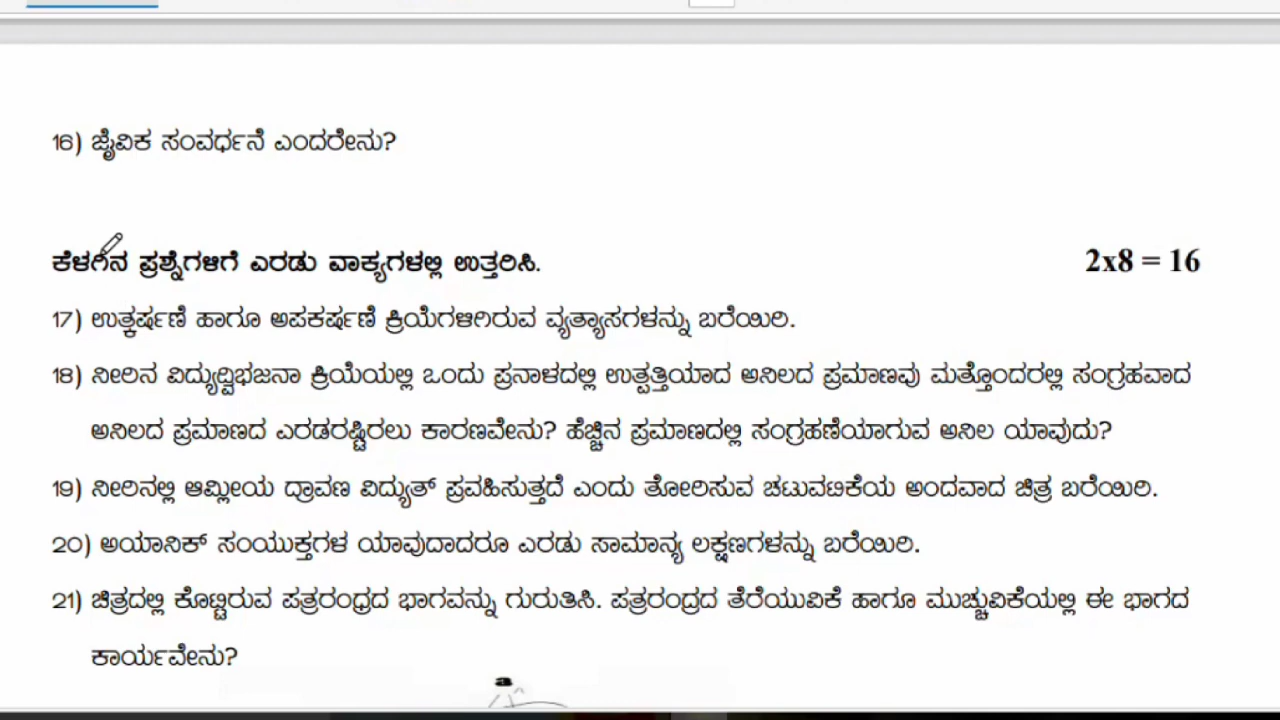 16) ಜೈವಿಕ ಸಂವರ್ಧನೆ ಎಂದರೇನು?
ಕೆಳಗಿನ ಪ್ರಶ್ನೆಗಳಿಗೆ ಎರಡು ವಾಕ್ಯಗಳಲ್ಲಿ ಉತ್ತರಿಸಿ. 2x8 = 16
17) ಉತ್ಕರ್ಷಣೆ ಹಾಗೂ ಅಪಕರ್ಷಣೆ ಕ್ರಿಯೆಗಳಿಗಿರುವ ವ್ಯತ್ಯಾಸಗಳನ್ನು ಬರೆಯಿರಿ.
18) ನೀರಿನ ವಿದ್ಯುದ್ವಿಭಜನಾ ಕ್ರಿಯೆಯಲ್ಲಿ ಒಂದು ಪ್ರನಾಳದಲ್ಲಿ ಉತ್ಪತ್ತಿಯಾದ ಅನಿಲದ ಪ್ರಮಾಣವು ಮತ್ತೊಂದರಲ್ಲಿ ಸಂಗ್ರಹವಾದ
ಅನಿಲದ ಪ್ರಮಾಣದ ಎರಡರಷ್ಟಿರಲು ಕಾರಣವೇನು? ಹೆಚ್ಚಿನ ಪ್ರಮಾಣದಲ್ಲಿ ಸಂಗ್ರಹಣೆಯಾಗುವ ಅನಿಲ ಯಾವುದು?
19) ನೀರಿನಲ್ಲಿ ಆಮ್ಲೀಯ ದ್ರಾವಣ ವಿದ್ಯುತ್ ಪ್ರವಹಿಸುತ್ತದೆ ಎಂದು ತೋರಿಸುವ ಚಟುವಟಿಕೆಯ ಅಂದವಾದ ಚಿತ್ರ ಬರೆಯಿರಿ.
20) ಅಯಾನಿಕ್ ಸಂಯುಕ್ತಗಳ ಯಾವುದಾದರೂ ಎರಡು ಸಾಮಾನ್ಯ ಲಕ್ಷಣಗಳನ್ನು ಬರೆಯಿರಿ.
21) ಚಿತ್ರದಲ್ಲಿ ಕೊಟ್ಟಿರುವ ಪತ್ರರಂಧ್ರದ ಭಾಗವನ್ನು ಗುರುತಿಸಿ. ಪತ್ರರಂದ್ರದ ತೆರೆಯುವಿಕೆ ಹಾಗೂ ಮುಚ್ಚುವಿಕೆಯಲ್ಲಿ ಈ ಭಾಗದ
ಕಾರ್ಯವೇನು?
a